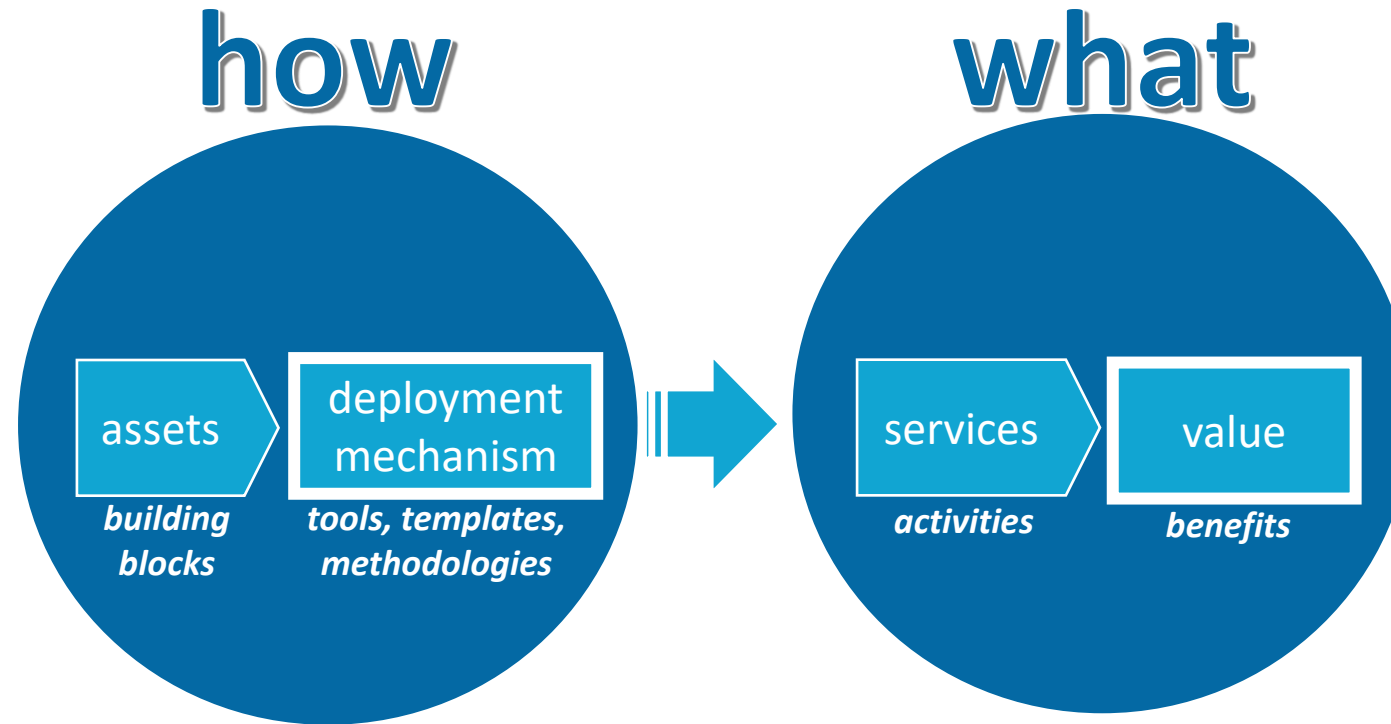 how
what
assets
deployment
mechanism
building
blocks
tools, templates,
methodologies
services
value
activities
benefits